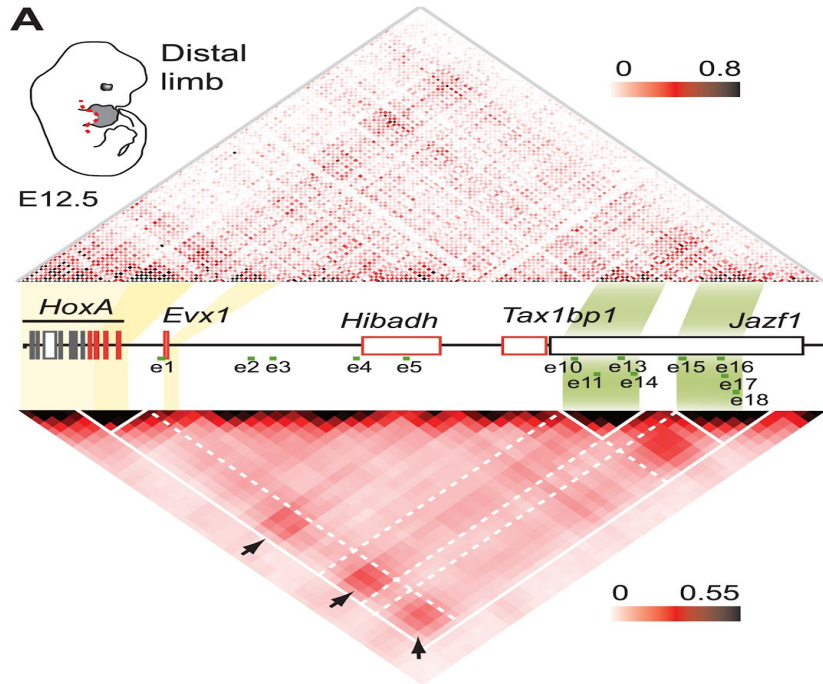 A
Distal
limb
E12.5
0 0.8
HoxA Evx1 Hibadh Tax1bp1 Jazf1
e1 e2 e3 e4 e5 e10 e13 e15 e16
e11 e14 e17
e18
0 0.55